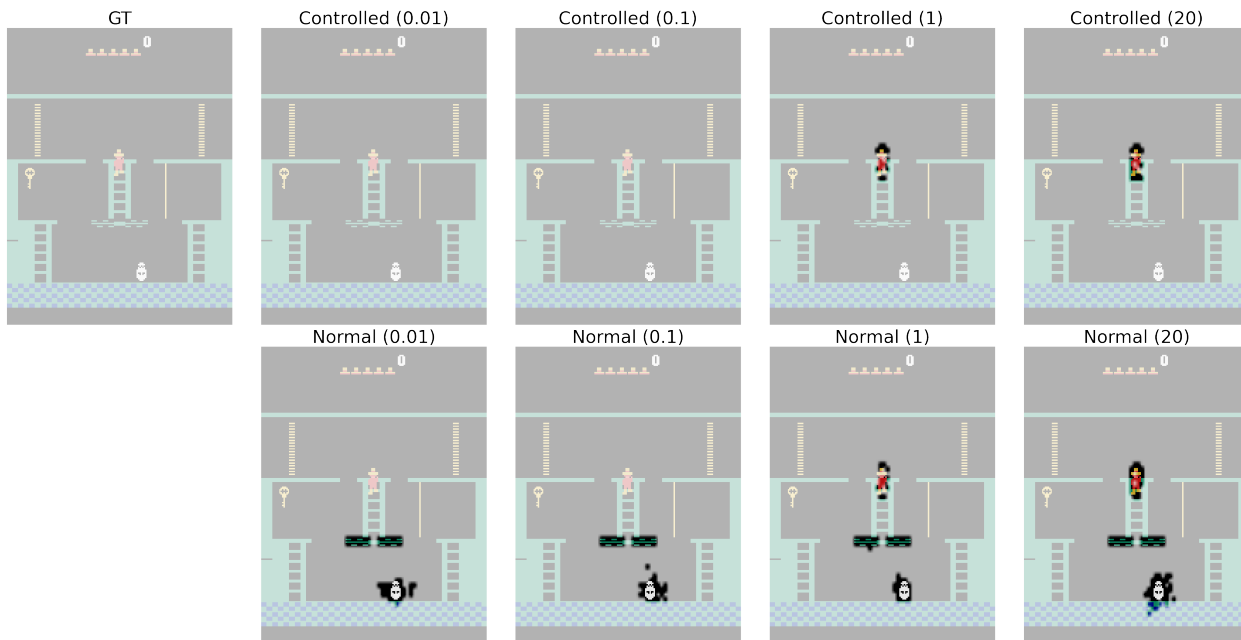 GT
Controlled (0.01)
Controlled (0.1)
Controlled (1)
Controlled (20)
0
0
0
0
0
Normal (0.01)
Normal (0.1)
Normal (1)
Normal (20)
0
0
0
0